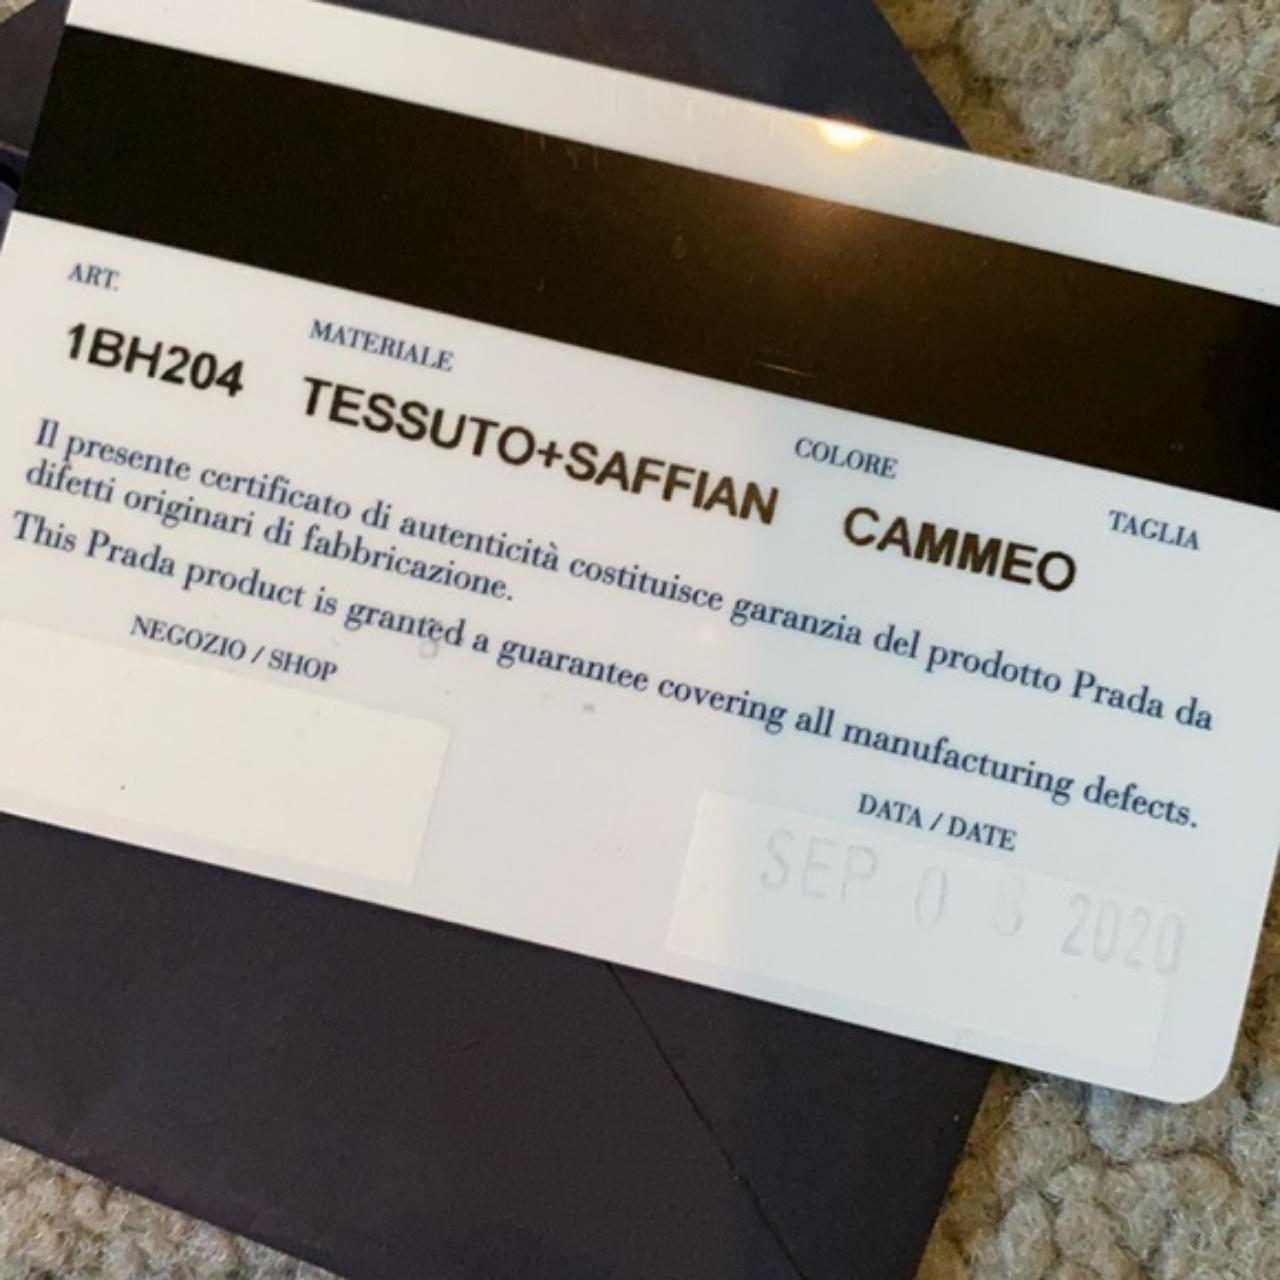 ART. MATERIALE COLORE TAGLIA
1BH204 TESSUTO+SAFFIAN CAMMEO
Il presente certificato di autenticità costituisce garanzia del prodotto Prada da
difetti originari di fabbricazione.
This Prada product is granted a guarantee covering all manufacturing defects.
NEGOZIO / SHOP
DATA / DATE
SEP 0 8 2020